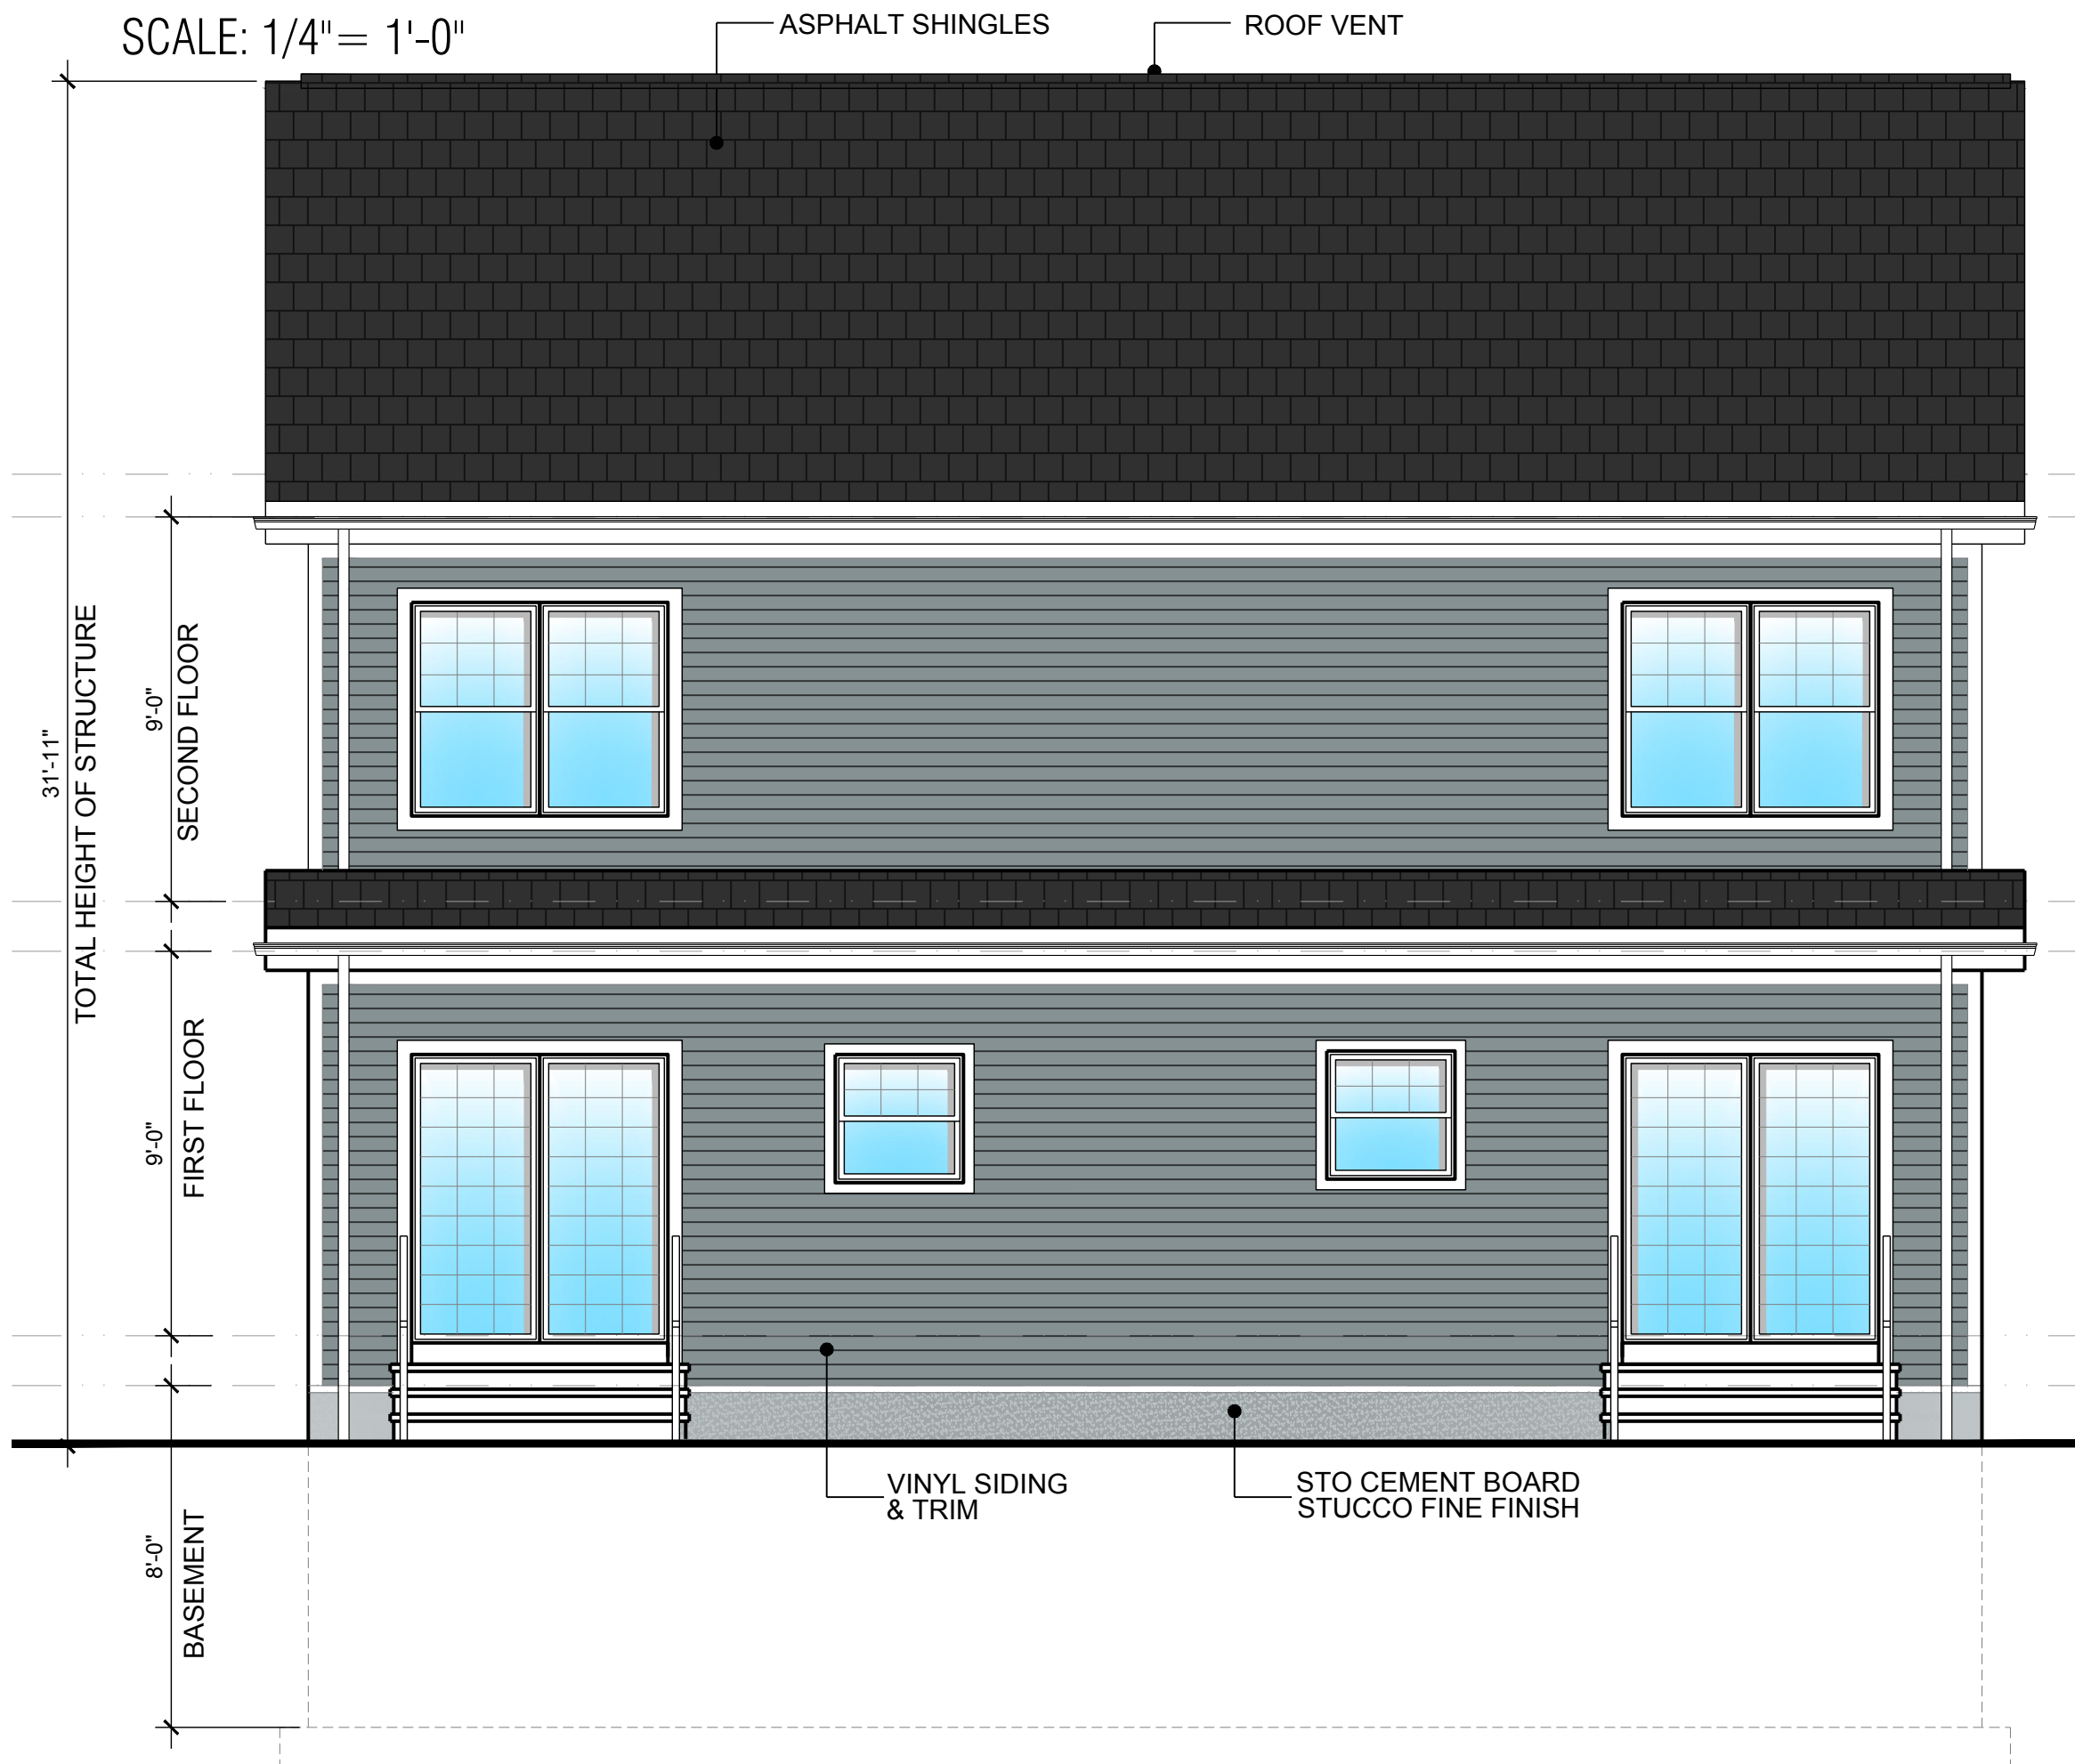 SCALE: 1/4"= 1'-0"
ASPHALT SHINGLES
ROOF VENT
31'-11"
TOTAL HEIGHT OF STRUCTURE
9'-0"
SECOND FLOOR
9'-0"
FIRST FLOOR
VINYL SIDING
& TRIM
STO CEMENT BOARD
STUCCO FINE FINISH
8'-0"
BASEMENT